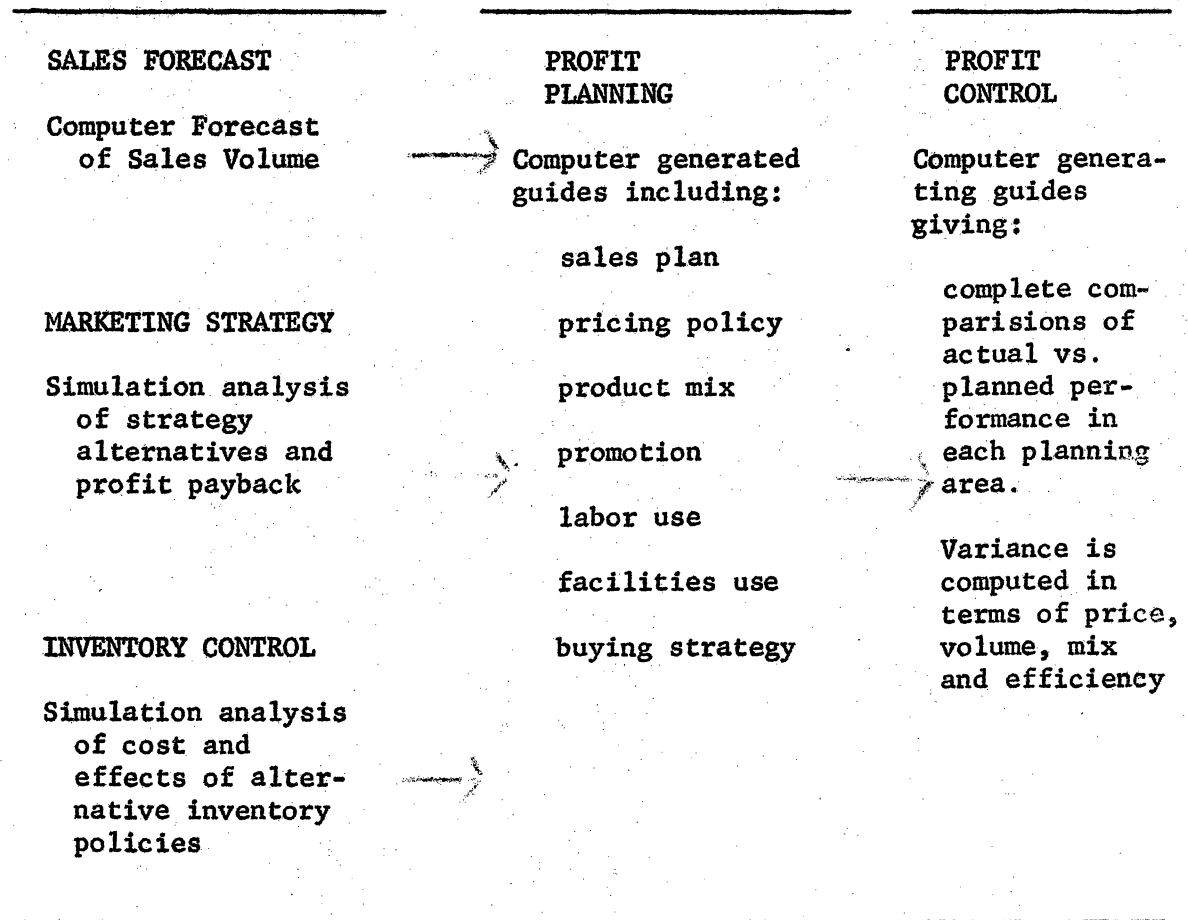 SALES FORECAST
Computer Forecast
of Sales Volume
MARKETING STRATEGY
Simulation analysis
of strategy
alternatives and
profit payback
INVENTORY CONTROL
Simulation analysis
of cost and
effects of alter-
native inventory
policies
PROFIT
PLANNING
Computer generated
guides including:
sales plan
pricing policy
product mix
promotion
labor use
facilities use
buying strategy
PROFIT
CONTROL
Computer genera-
ting guides
giving:
complete com-
parisions of
actual vs.
planned per-
formance in
each planning
area.
Variance is
computed in
terms of price,
volume, mix
and efficiency